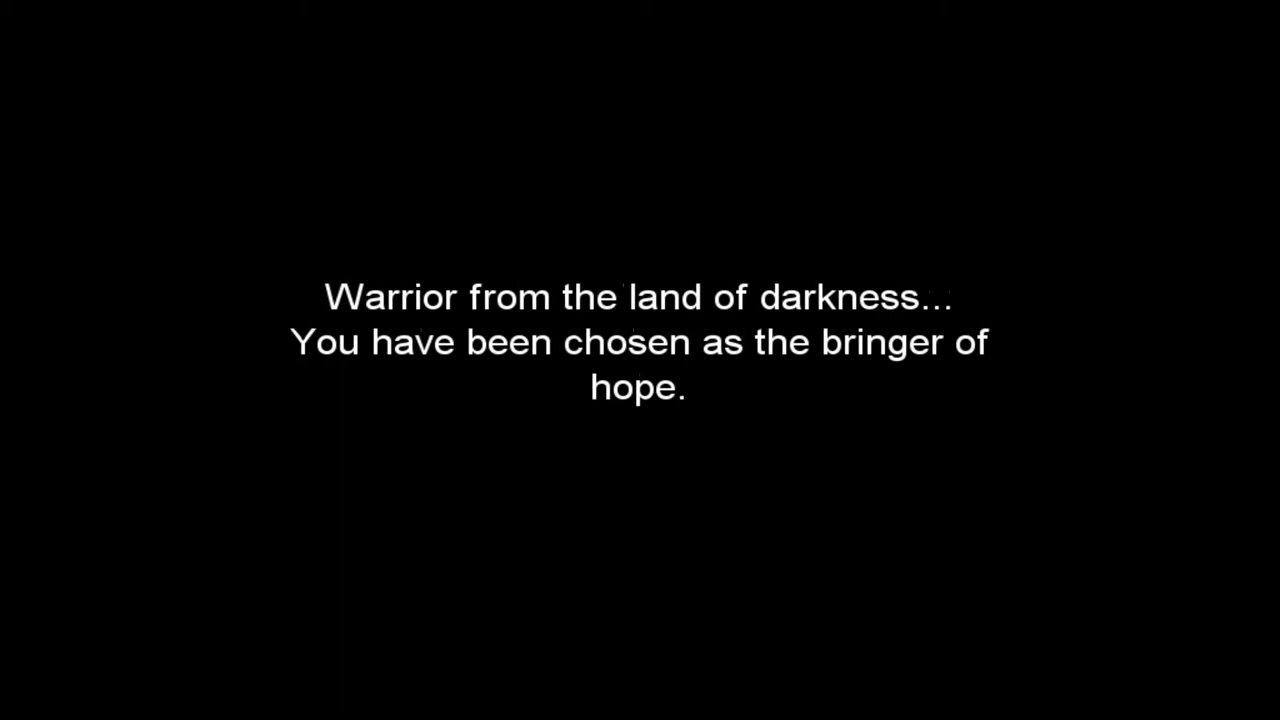 Warrior from the land of darkness...
You have been chosen as the bringer of
hope.